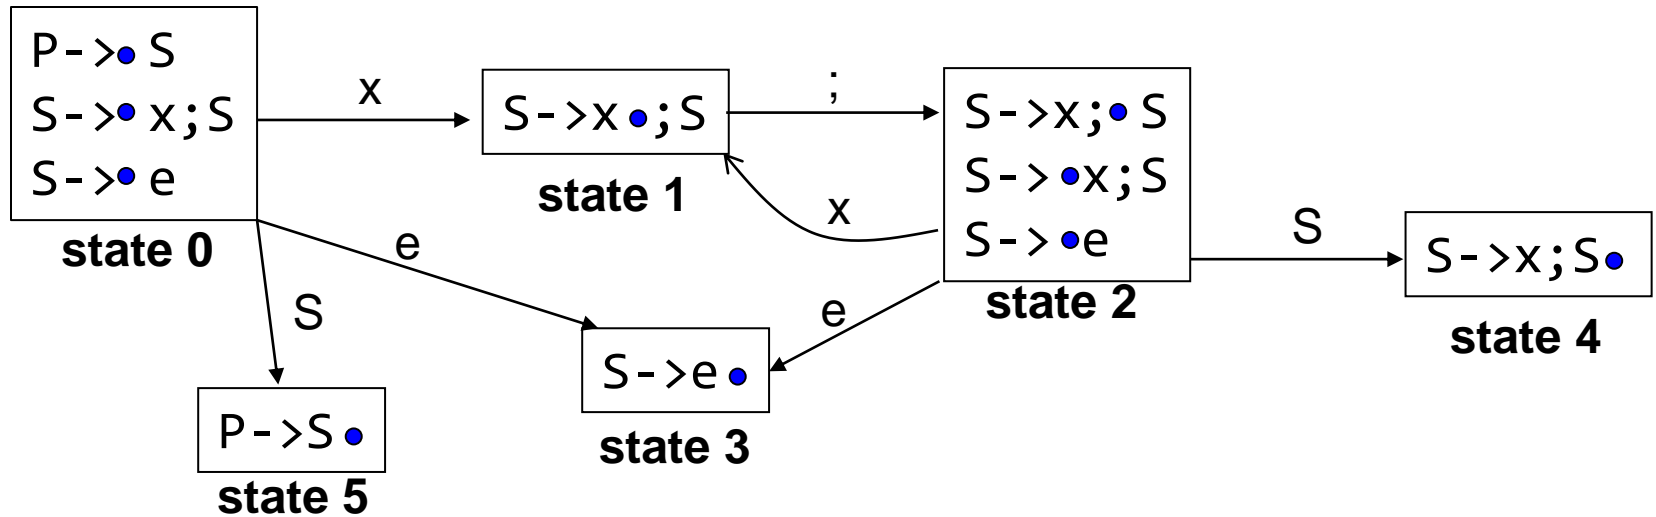 P->• S
S->• x;S
S->• e
state 0
x
S->x•;S
state 1
;
S->x;• S
S->•x;S
S->•e
state 2
x
e
S
e
S
S->x;S•
state 4
S->e•
state 3
P->S•
state 5